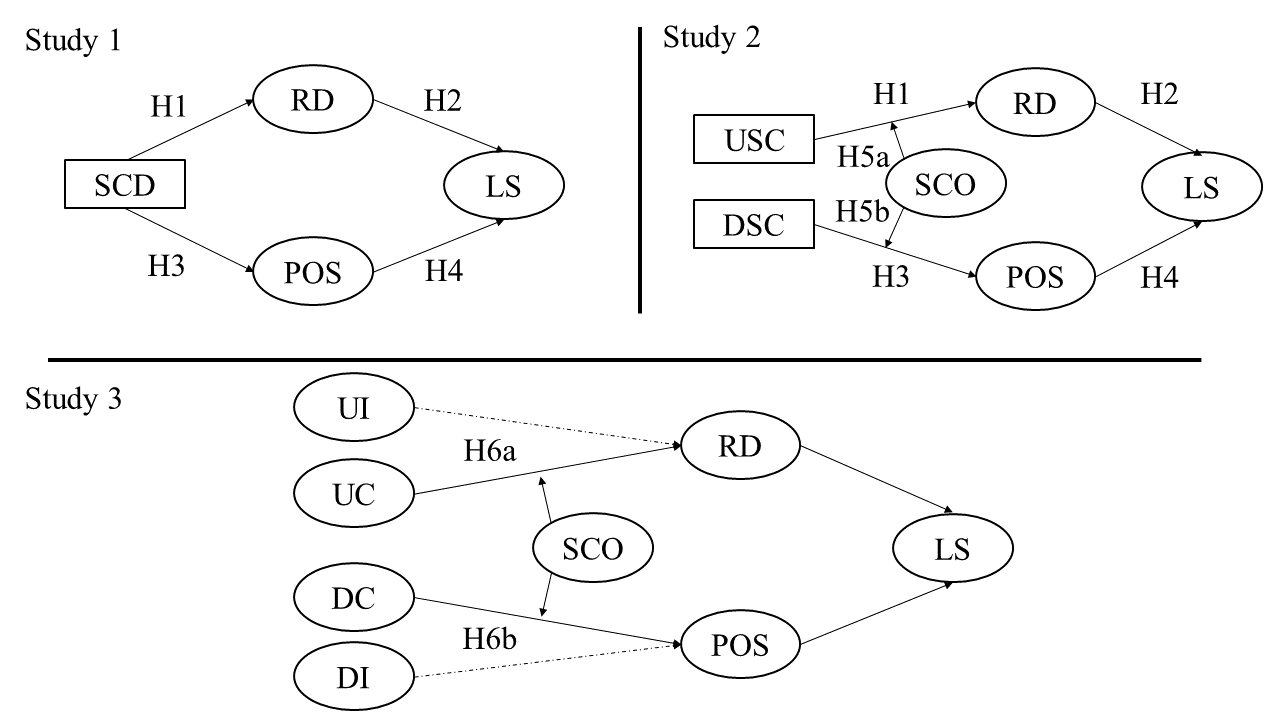 Study 1
H1
RD
H2
SCD
LS
H3
POS
H4
Study 2
H1
RD
H2
USC
H5a
SCO
LS
DSC
H5b
H3
POS
H4
Study 3
UI
H6a
RD
UC
SCO
LS
DC
H6b
POS
DI